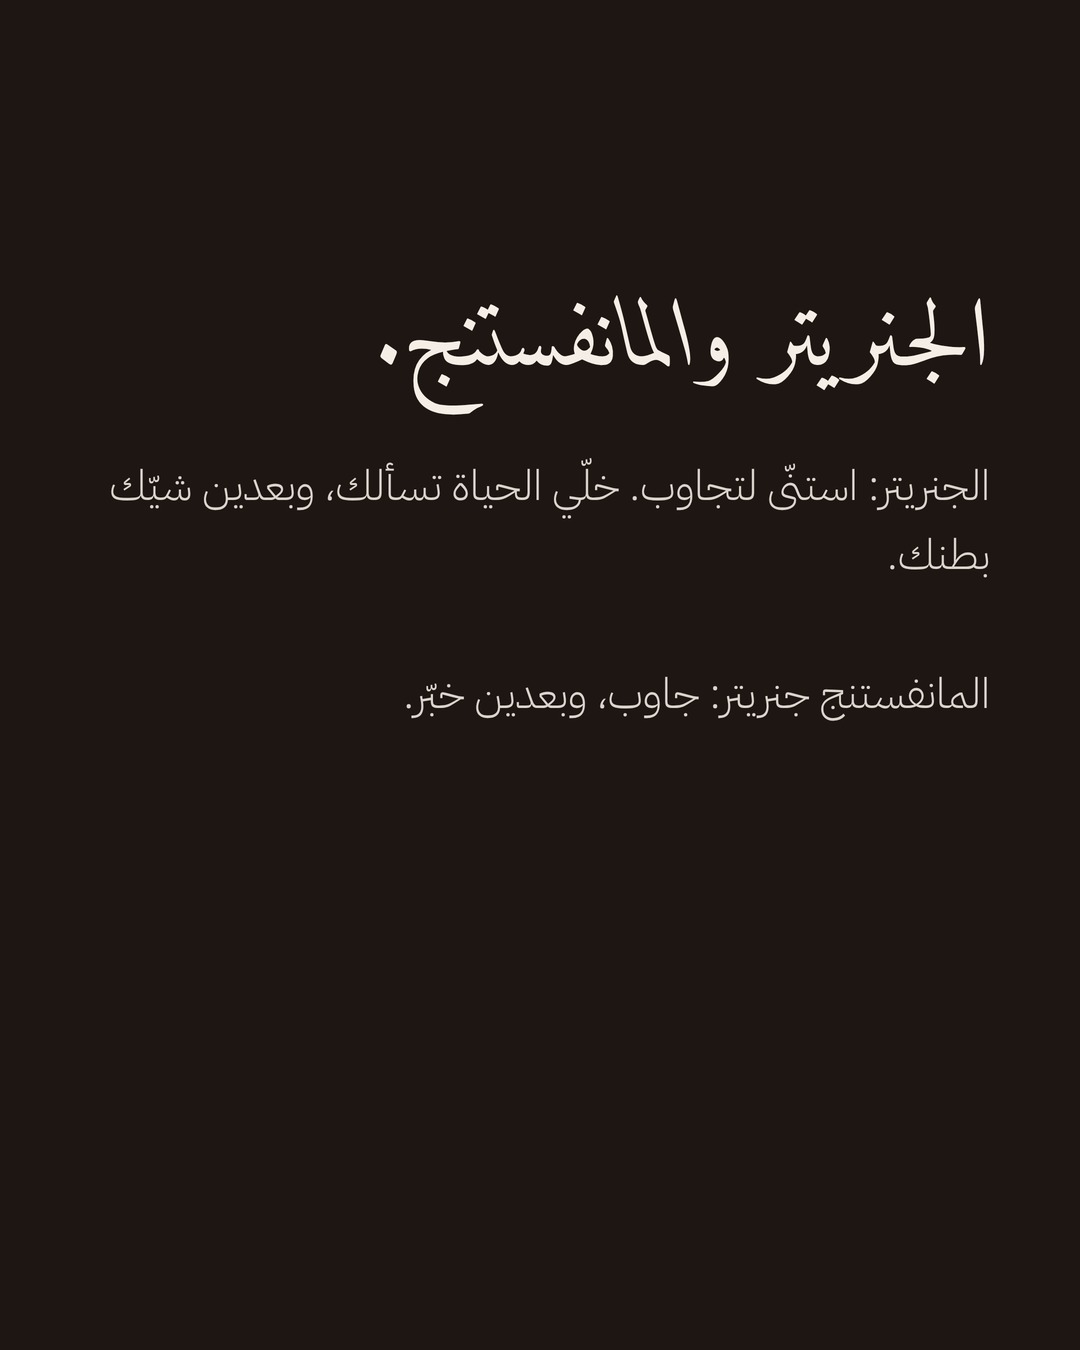 الجنريتر والمانفستنج.
الجنريتر: استنّى لتجاوب. خلّي الحياة تسألك، وبعدين شيّك
بطنك.
المانفستنج جنريتر: جاوب، وبعدين خبّر.